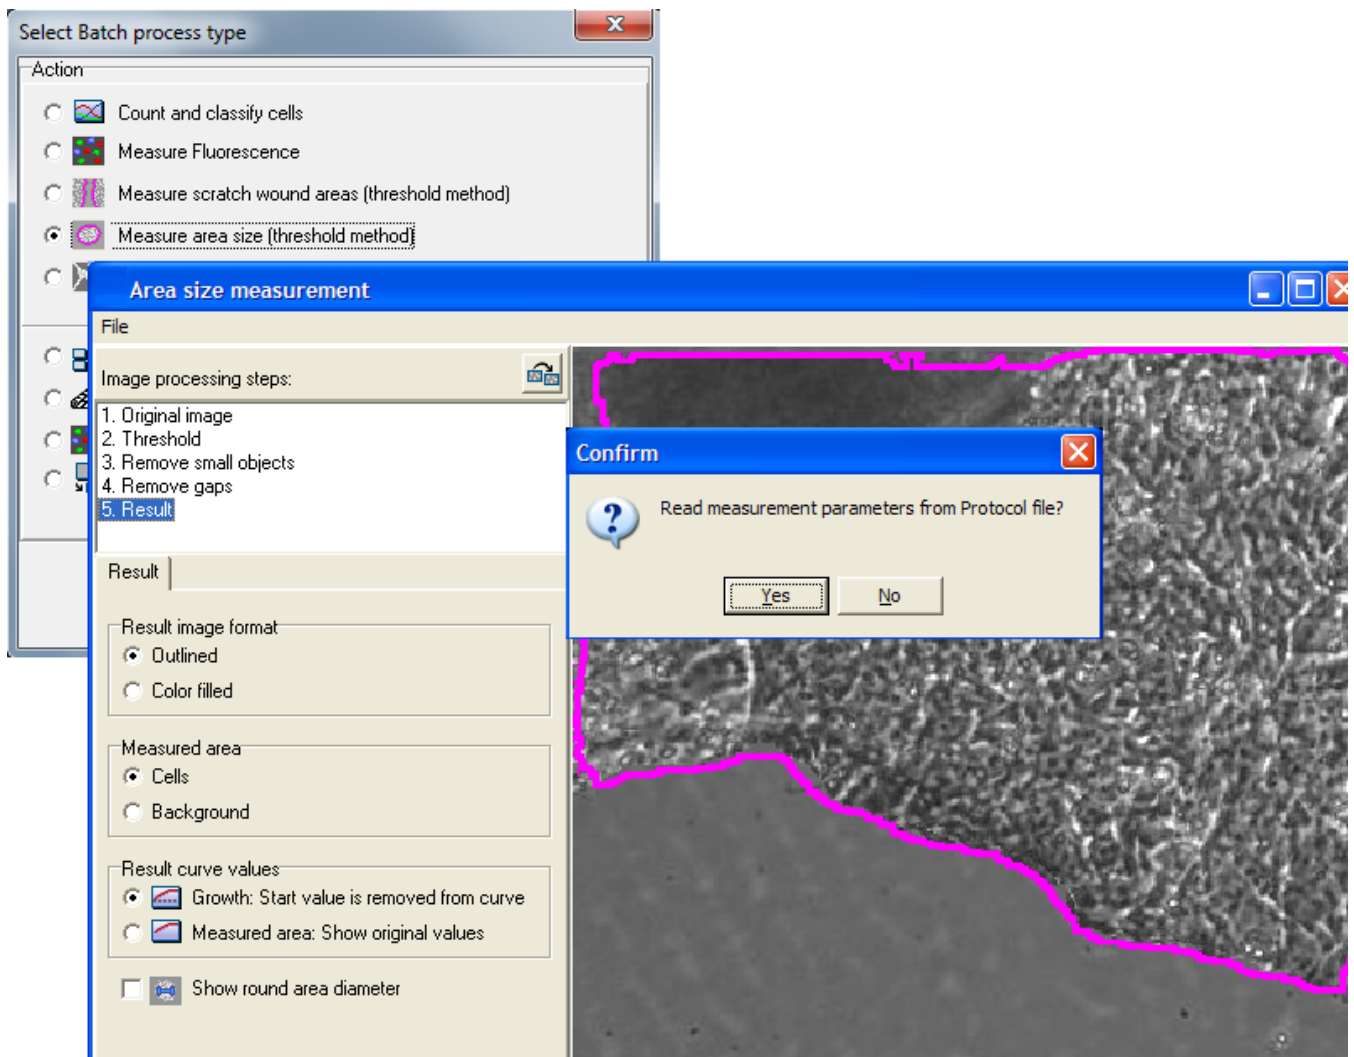 Select Batch process type
Action
Count and classify cells
Measure Fluorescence
Measure scratch wound areas (threshold method)
Measure area size (threshold method)
Area size measurement
File
Image processing steps:
1. Original image
2. Threshold
3. Remove small objects
4. Remove gaps
5. Result
Confirm
Read measurement parameters from Protocol file?
Yes
No
Result
Result image format
Outlined
Color filled
Measured area
Cells
Background
Result curve values
Growth: Start value is removed from curve
Measured area: Show original values
Show round area diameter